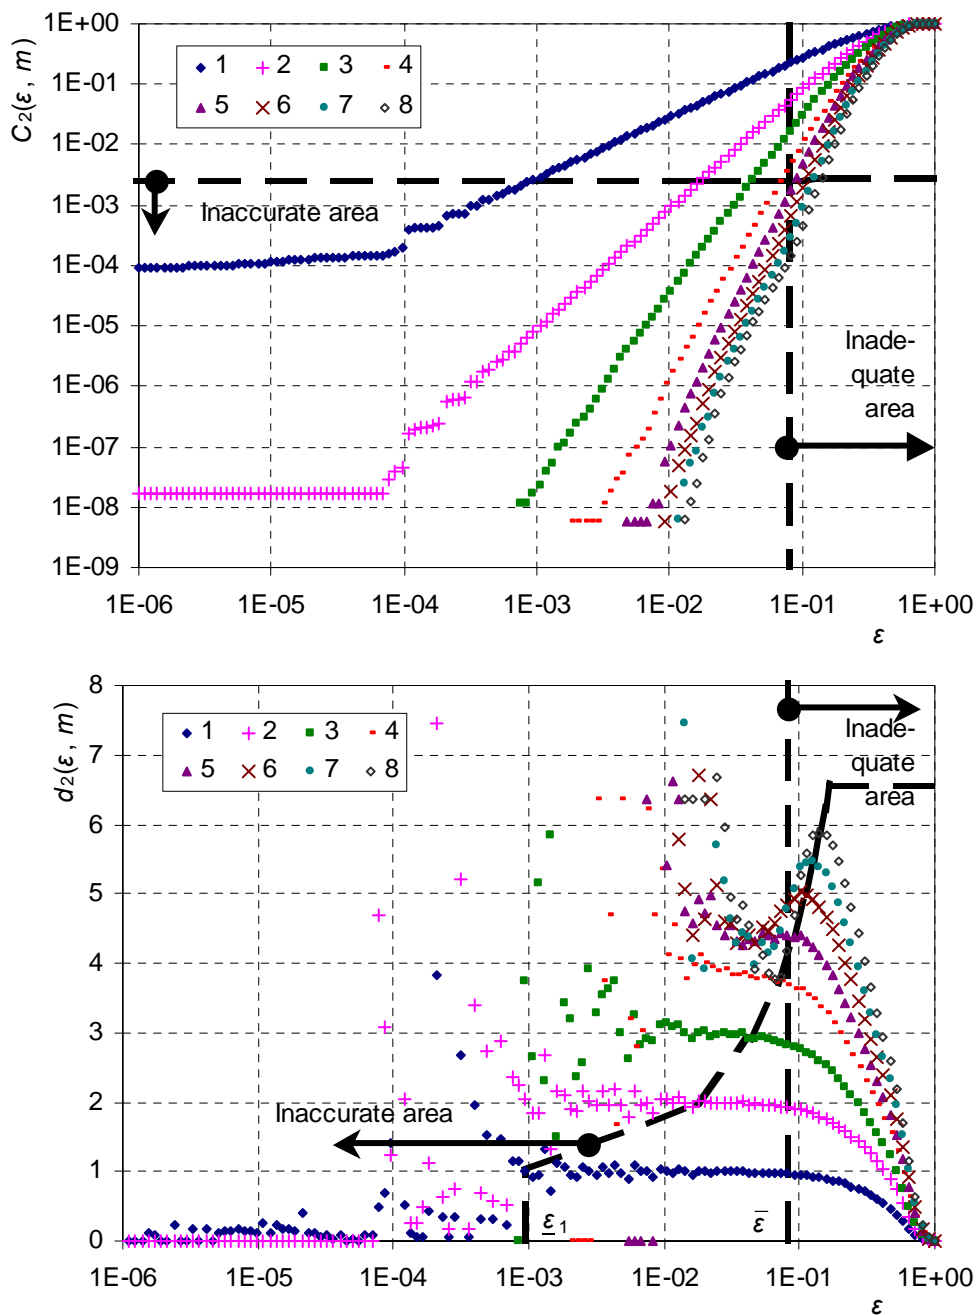 C2(ε, m)
1E+00
1E-01
1E-02
1E-03
1E-04
1E-05
1E-06
1E-07
1E-08
1E-09
1 2 3 4
5 6 7 8
Inaccurate area
Inade-
quate
area
1E-06 1E-05 1E-04 1E-03 1E-02 1E-01 1E+00
ε
d2(ε, m)
8
7
6
5
4
3
2
1
0
1 2 3 4
5 6 7 8
Inade-
quate
area
Inaccurate area
ε1
ε̅
1E-06 1E-05 1E-04 1E-03 1E-02 1E-01 1E+00
ε